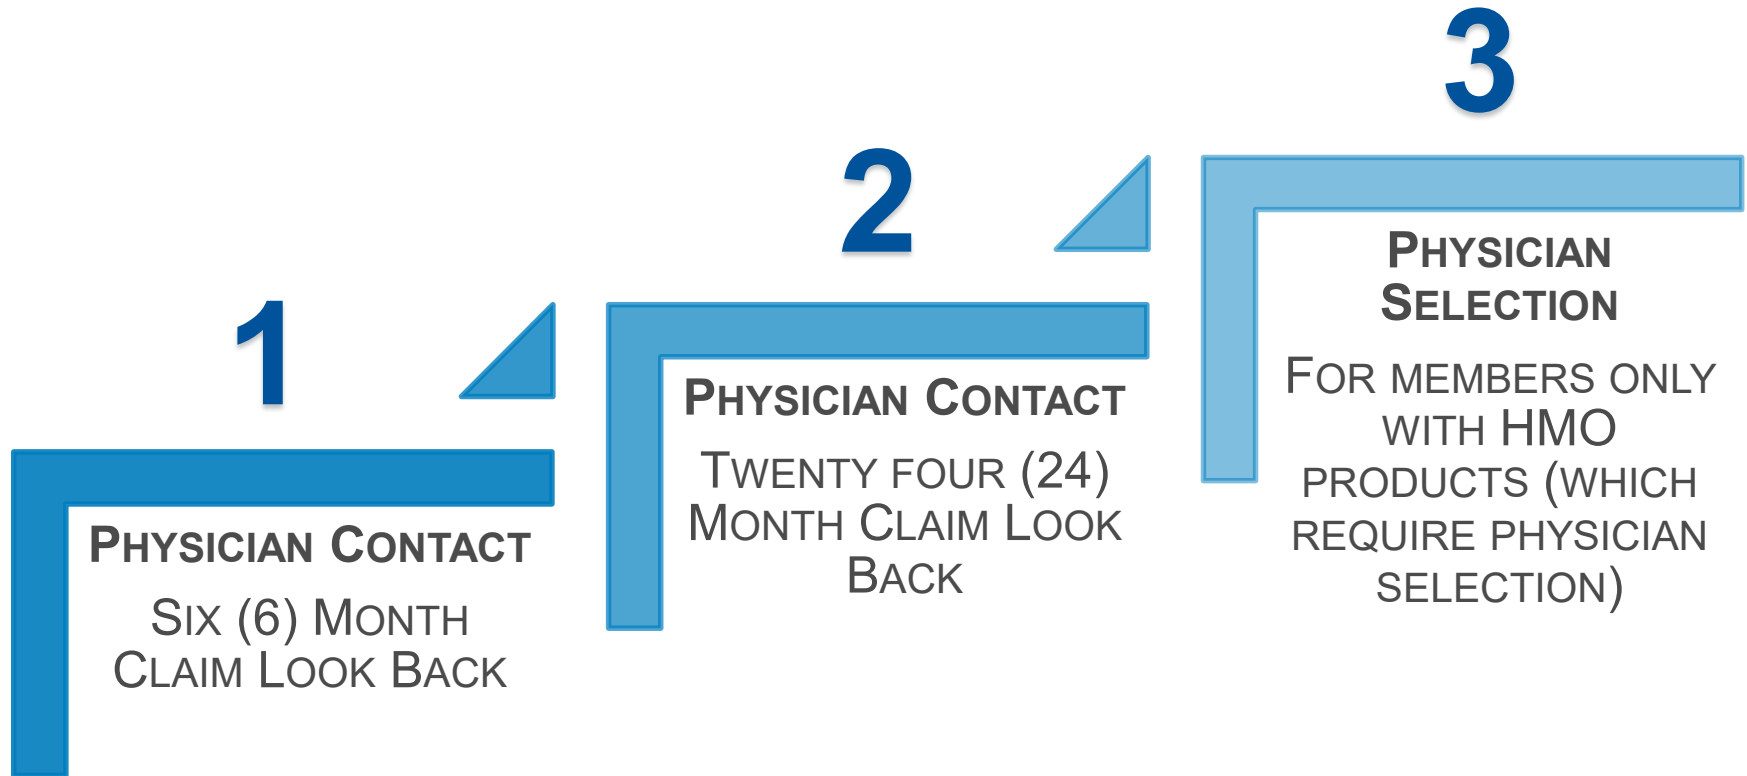 1
PHYSICIAN CONTACT
SIX (6) MONTH
CLAIM LOOK BACK
2
PHYSICIAN CONTACT
TWENTY FOUR (24)
MONTH CLAIM LOOK
BACK
3
PHYSICIAN
SELECTION
FOR MEMBERS ONLY
WITH HMO
PRODUCTS (WHICH
REQUIRE PHYSICIAN
SELECTION)